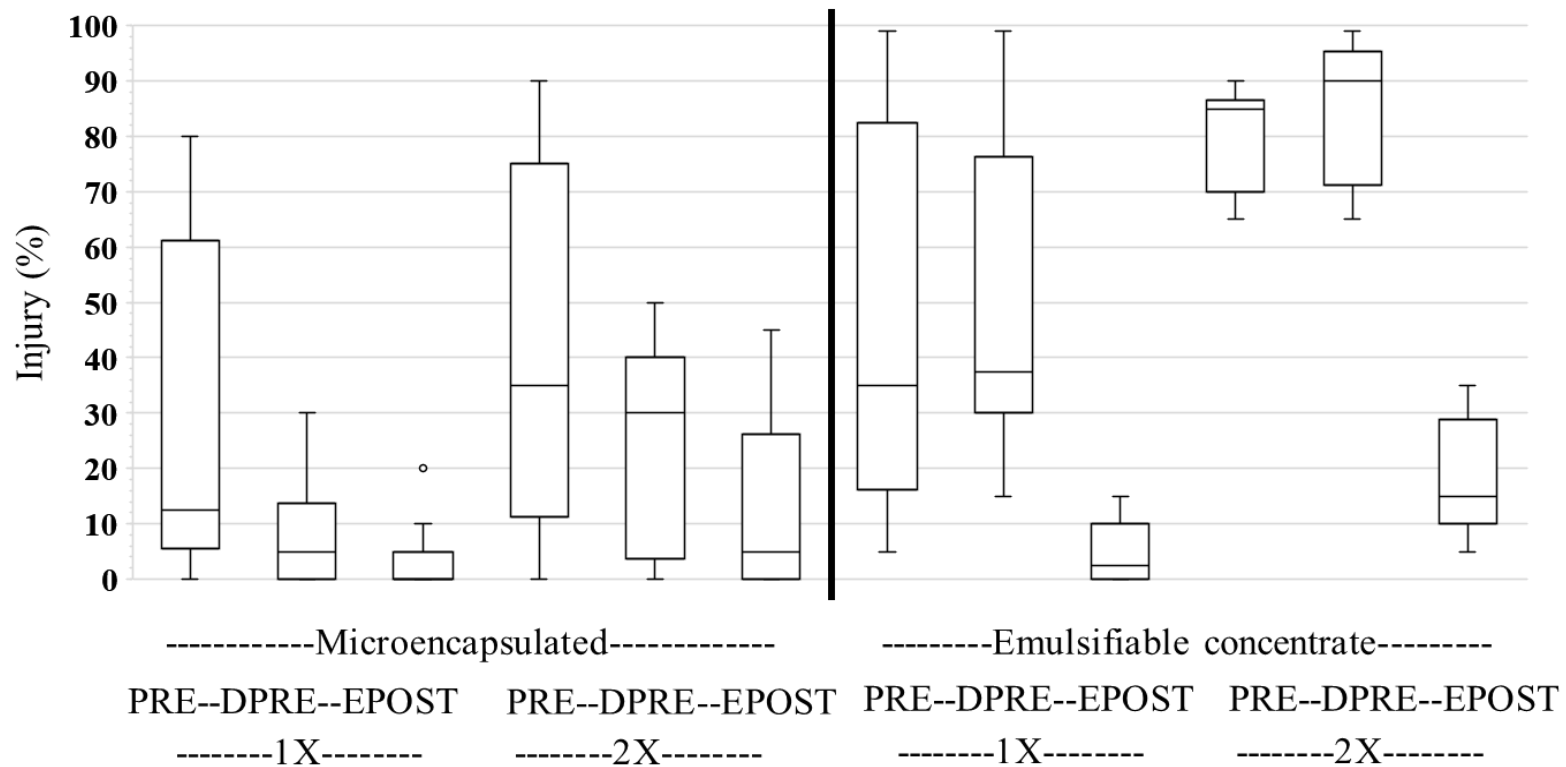 100
90
80
70
60
50
40
30
20
10
0
Injury (%)
------------Microencapsulated------------- ---------Emulsifiable concentrate---------
PRE--DPRE--EPOST PRE--DPRE--EPOST PRE--DPRE--EPOST PRE--DPRE--EPOST
--------1X-------- --------2X-------- --------1X-------- --------2X--------